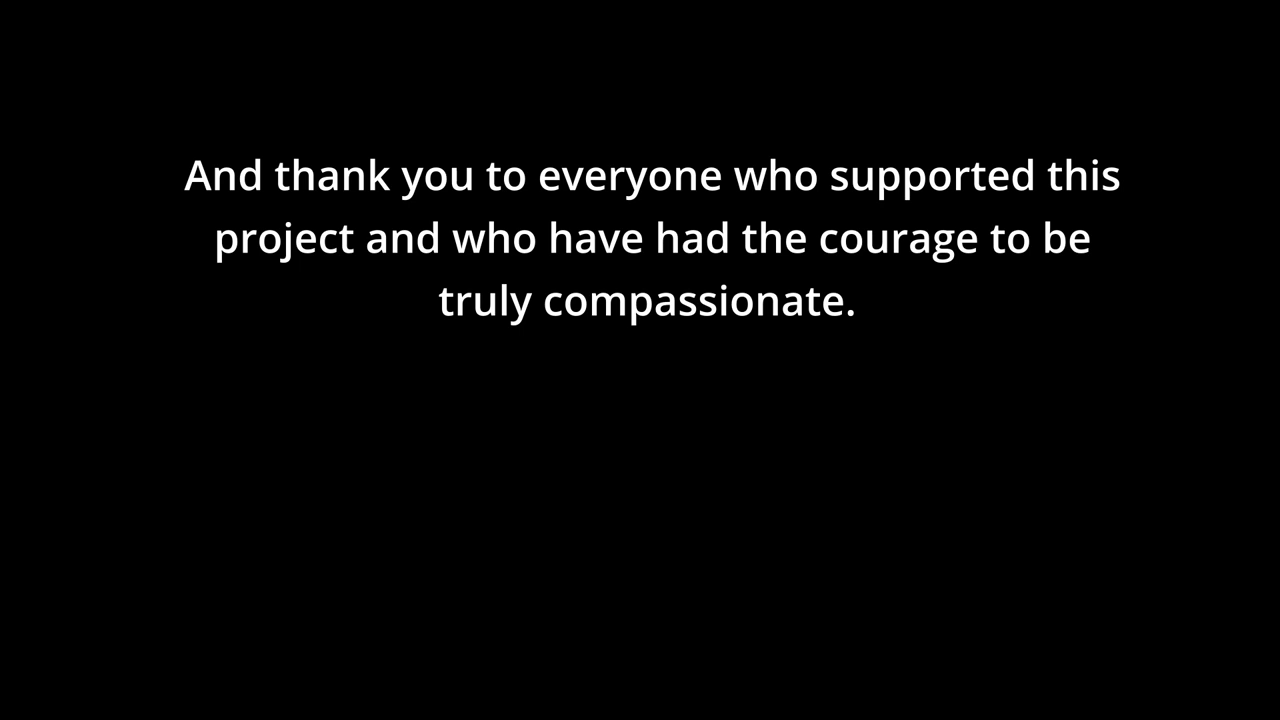 And thank you to everyone who supported this
project and who have had the courage to be
truly compassionate.